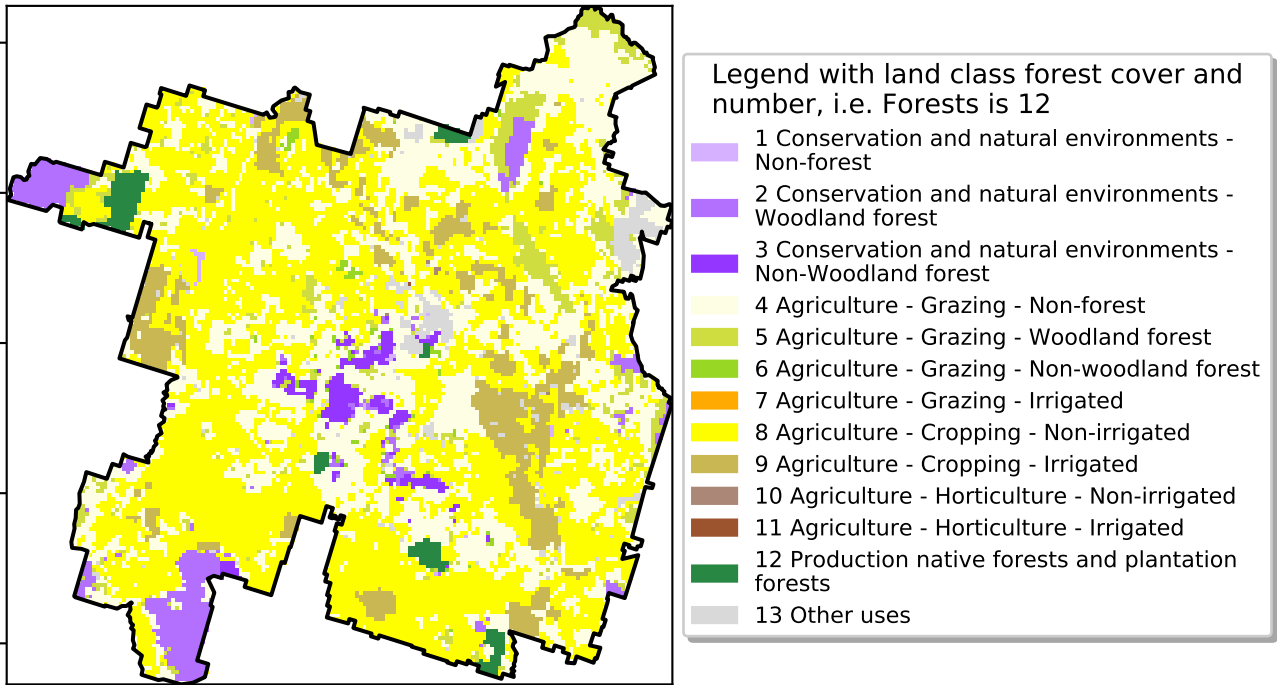 Legend with land class forest cover and
number, i.e. Forests is 12
1 Conservation and natural environments -
Non-forest
2 Conservation and natural environments -
Woodland forest
3 Conservation and natural environments -
Non-Woodland forest
4 Agriculture - Grazing - Non-forest
5 Agriculture - Grazing - Woodland forest
6 Agriculture - Grazing - Non-woodland forest
7 Agriculture - Grazing - Irrigated
8 Agriculture - Cropping - Non-irrigated
9 Agriculture - Cropping - Irrigated
10 Agriculture - Horticulture - Non-irrigated
11 Agriculture - Horticulture - Irrigated
12 Production native forests and plantation
forests
13 Other uses